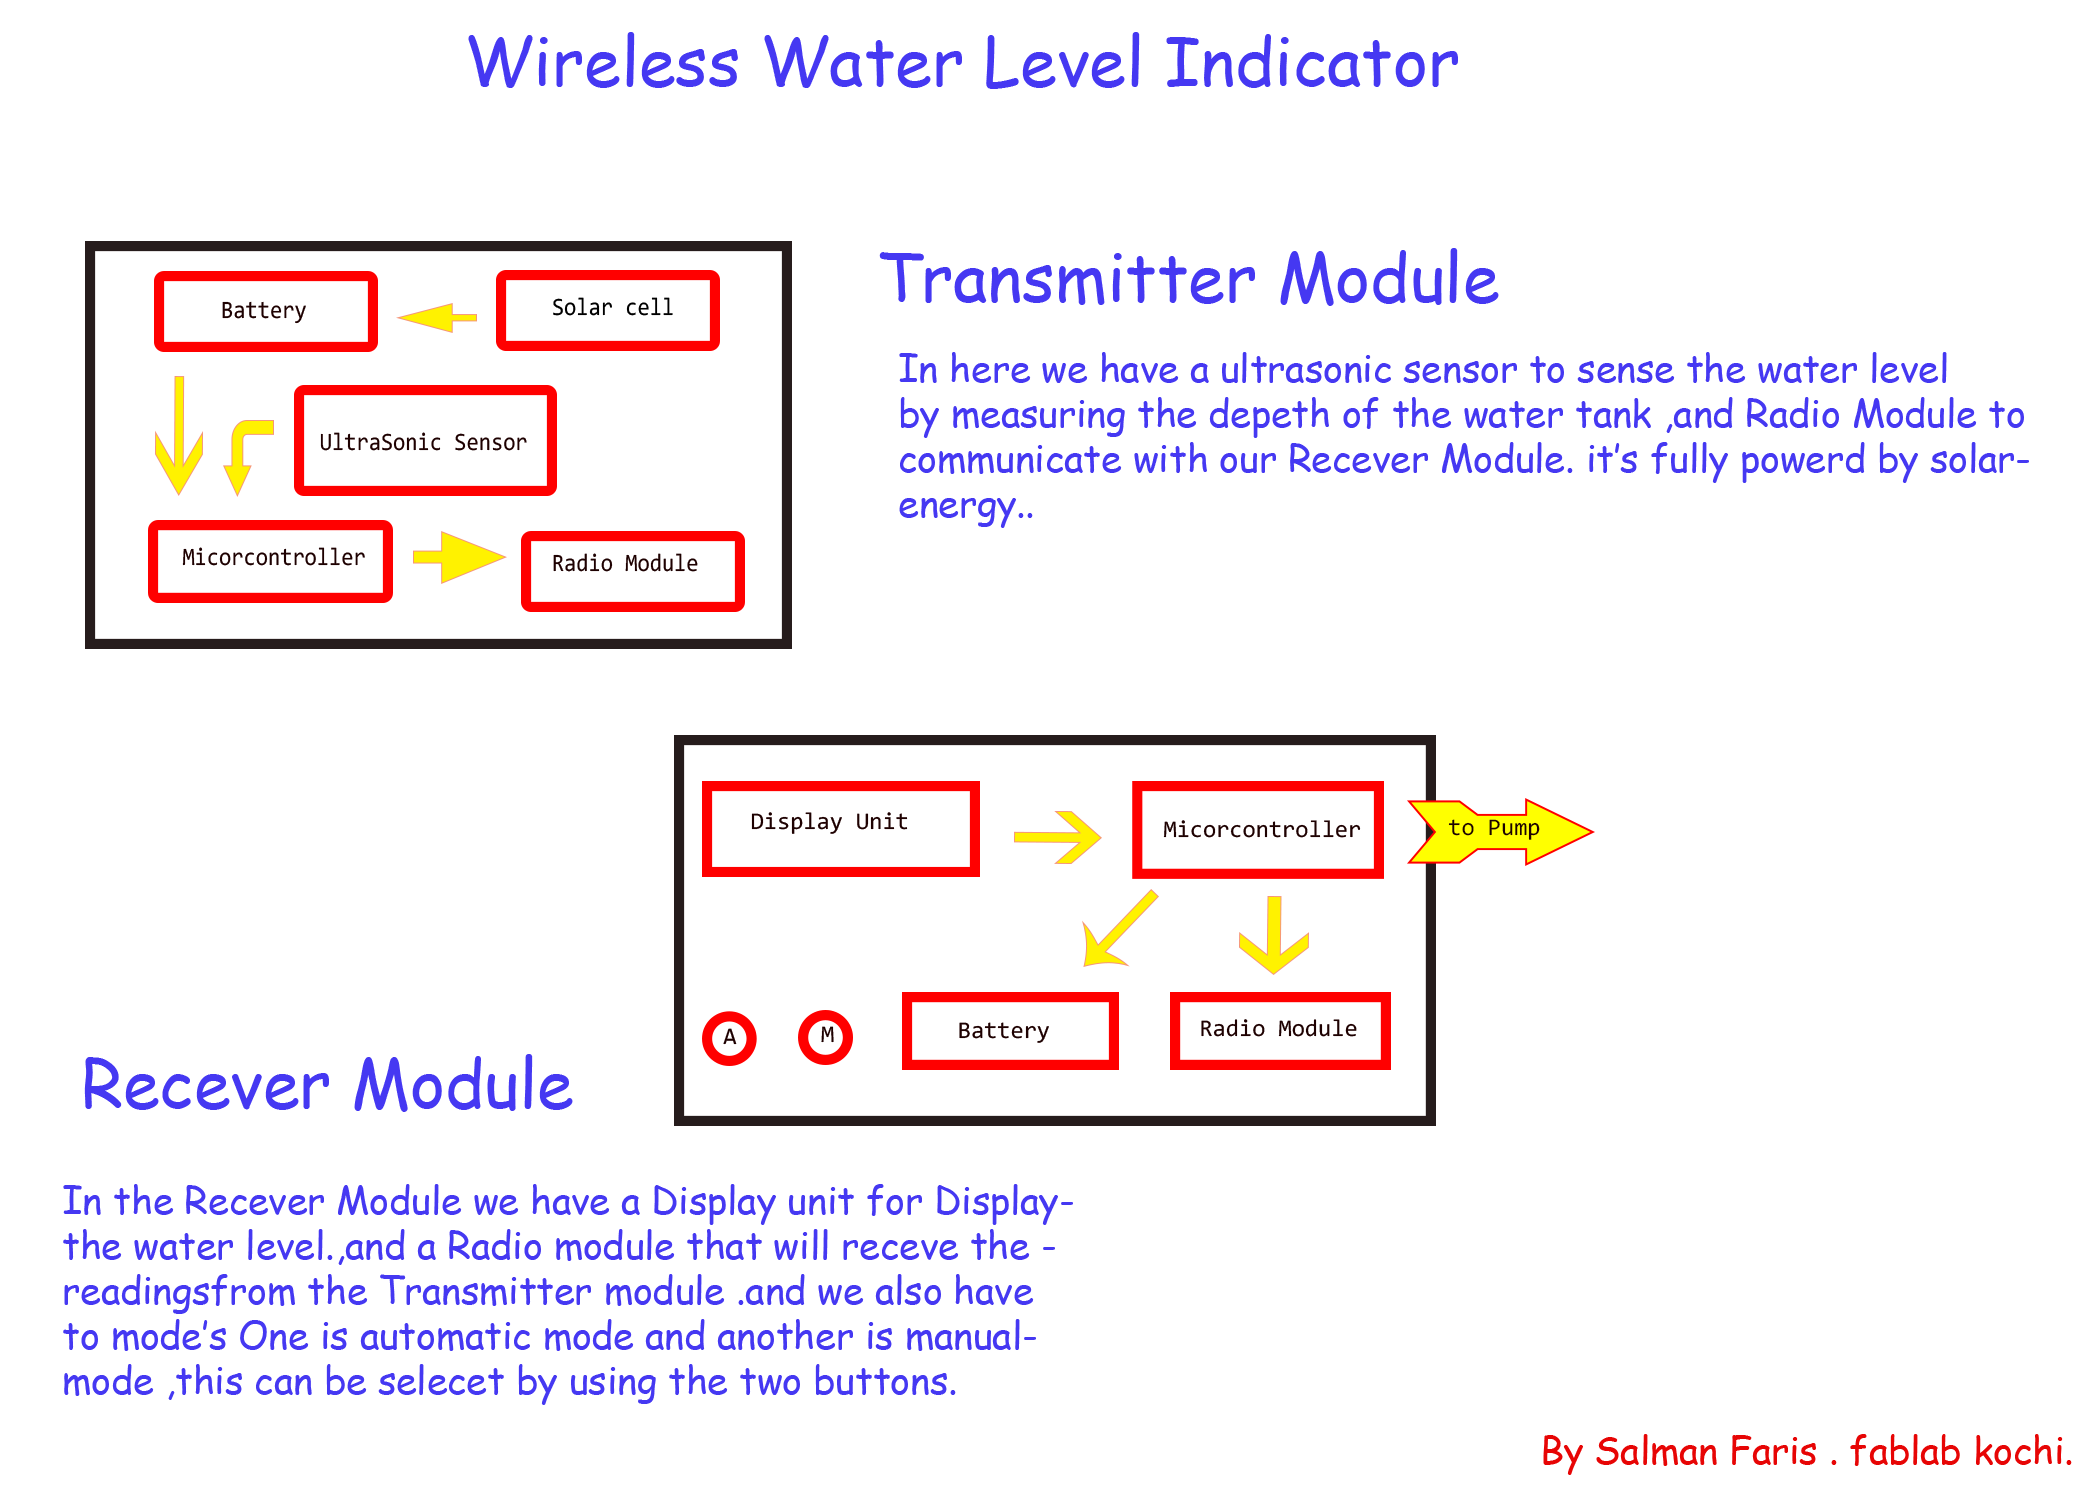 Wireless Water Level Indicator
Battery
Solar cell
UltraSonic Sensor
Micorcontroller
Radio Module
Transmitter Module
In here we have a ultrasonic sensor to sense the water level
by measuring the depeth of the water tank ,and Radio Module to
communicate with our Recever Module. it's fully powerd by solar-
energy..
Display Unit
Micorcontroller
to Pump
A
M
Battery
Radio Module
Recever Module
In the Recever Module we have a Display unit for Display-
the water level.,and a Radio module that will receve the -
readingsfrom the Transmitter module .and we also have
to mode's One is automatic mode and another is manual-
mode ,this can be selecet by using the two buttons.
By Salman Faris . fablab kochi.